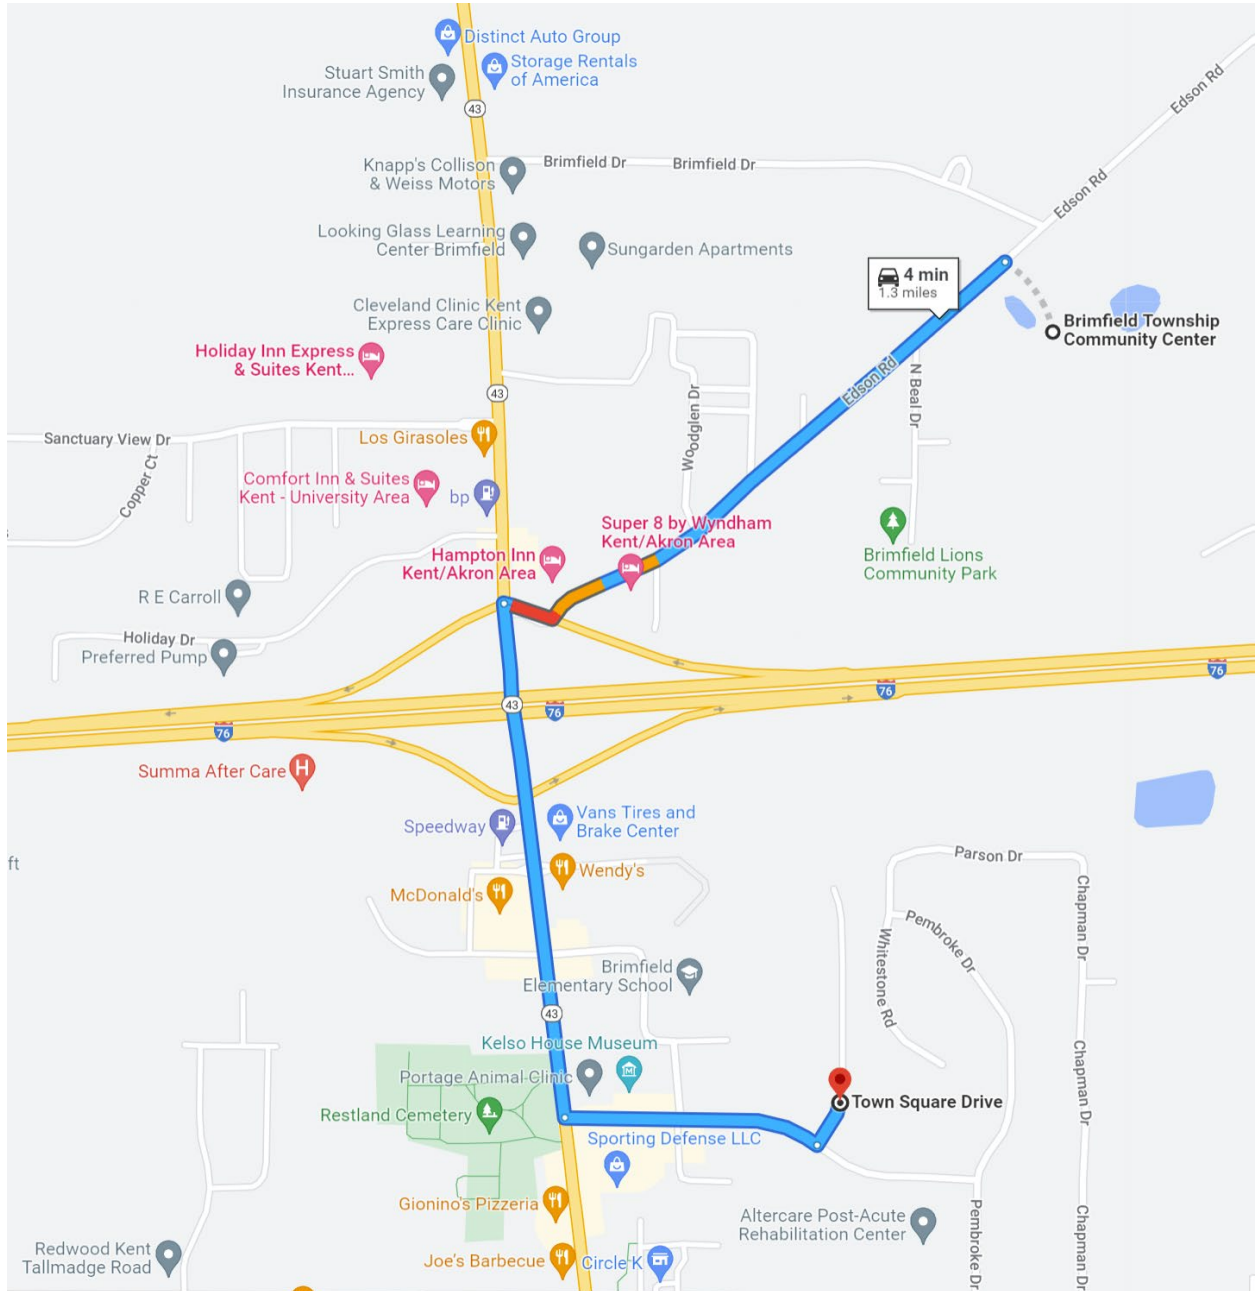 Distinct Auto Group
Storage Rentals
of America
Stuart Smith
Insurance Agency
43
Edson Rd
Brimfield Dr
Brimfield Dr
Knapp's Collison
& Weiss Motors
Edson Rd
Looking Glass Learning
Center Brimfield
Sungarden Apartments
4 min
1.3 miles
Cleveland Clinic Kent
Express Care Clinic
Brimfield Township
Community Center
Holiday Inn Express
& Suites Kent...
43
Edson Rd
N Beal Dr
Woodglen Dr
Sanctuary View Dr
Los Girasoles
Copper Ct
Comfort Inn & Suites
Kent - University Area
bp
Super 8 by Wyndham
Kent/Akron Area
Hampton Inn
Kent/Akron Area
Brimfield Lions
Community Park
R E Carroll
Holiday Dr
Preferred Pump
76
76
43
76
76
Summa After Care
H
Speedway
Vans Tires and
Brake Center
ft
Wendy's
McDonald's
Parson Dr
Chapman Dr
Pembroke Dr
Whitestone Rd
Brimfield
Elementary School
43
Kelso House Museum
M
Portage Animal Clinic
Chapman Dr
Restland Cemetery
Town Square Drive
Sporting Defense LLC
Gionino's Pizzeria
Altercare Post-Acute
Rehabilitation Center
Pembroke Dr
Chapman Dr
Redwood Kent
Tallmadge Road
Joe's Barbecue
Circle K